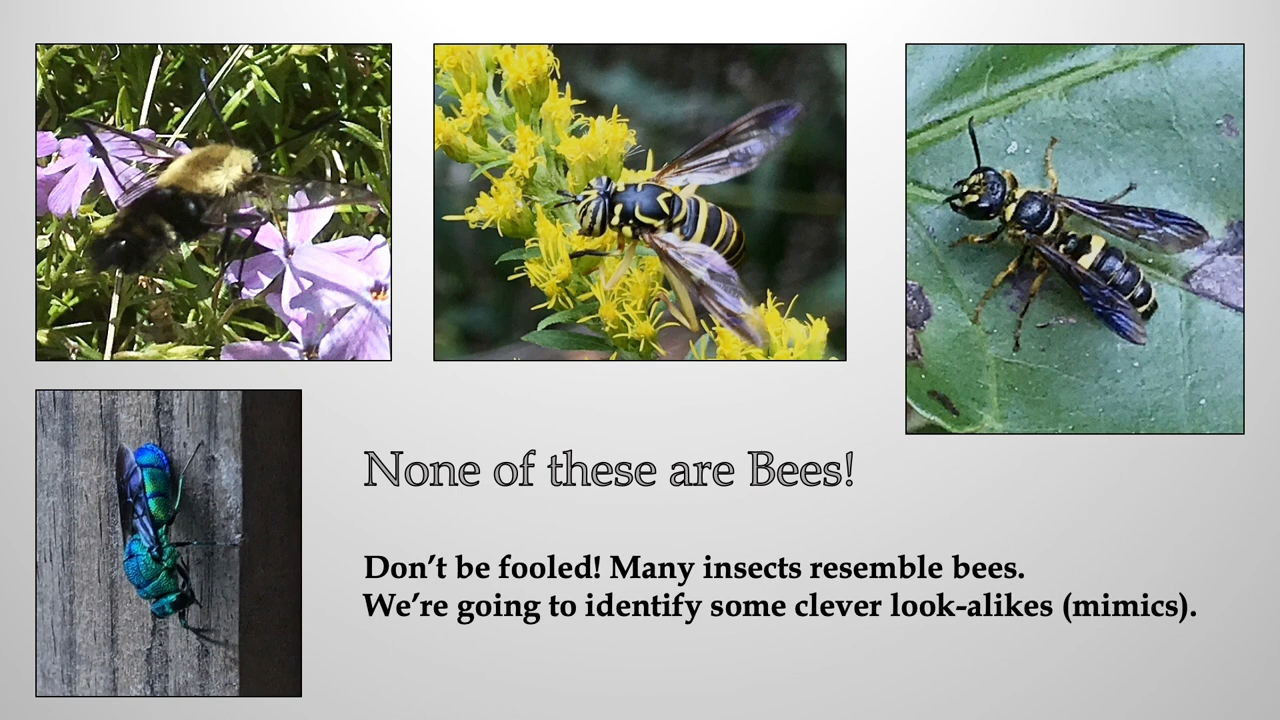 None of these are Bees!
Don’t be fooled! Many insects resemble bees.
We’re going to identify some clever look-alikes (mimics).